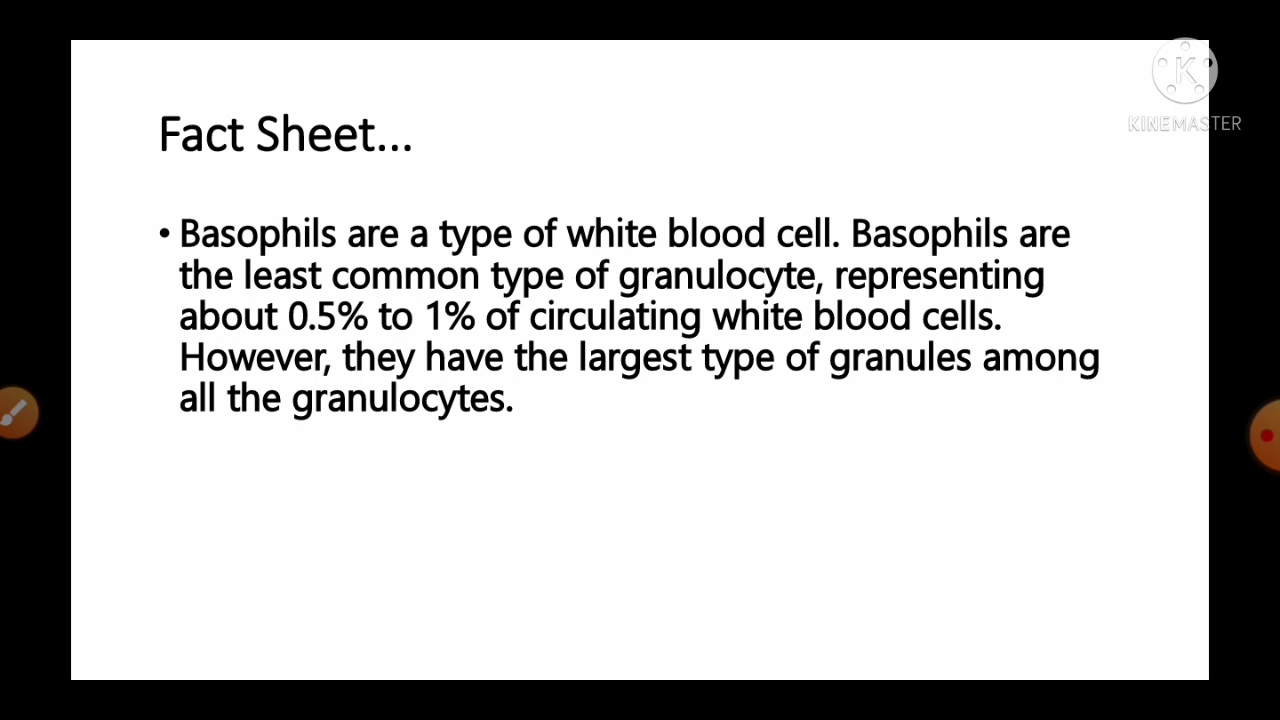 Fact Sheet...
• Basophils are a type of white blood cell. Basophils are
the least common type of granulocyte, representing
about 0.5% to 1% of circulating white blood cells.
However, they have the largest type of granules among
all the granulocytes.
K
KINEMASTER